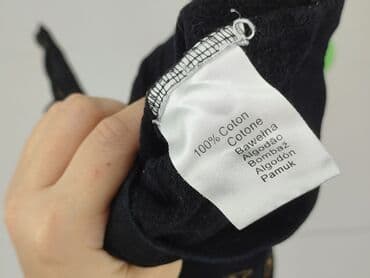 100% Coton
Cotone
Bawełna
Algodão
Bombaž
Algodón
Pamuk